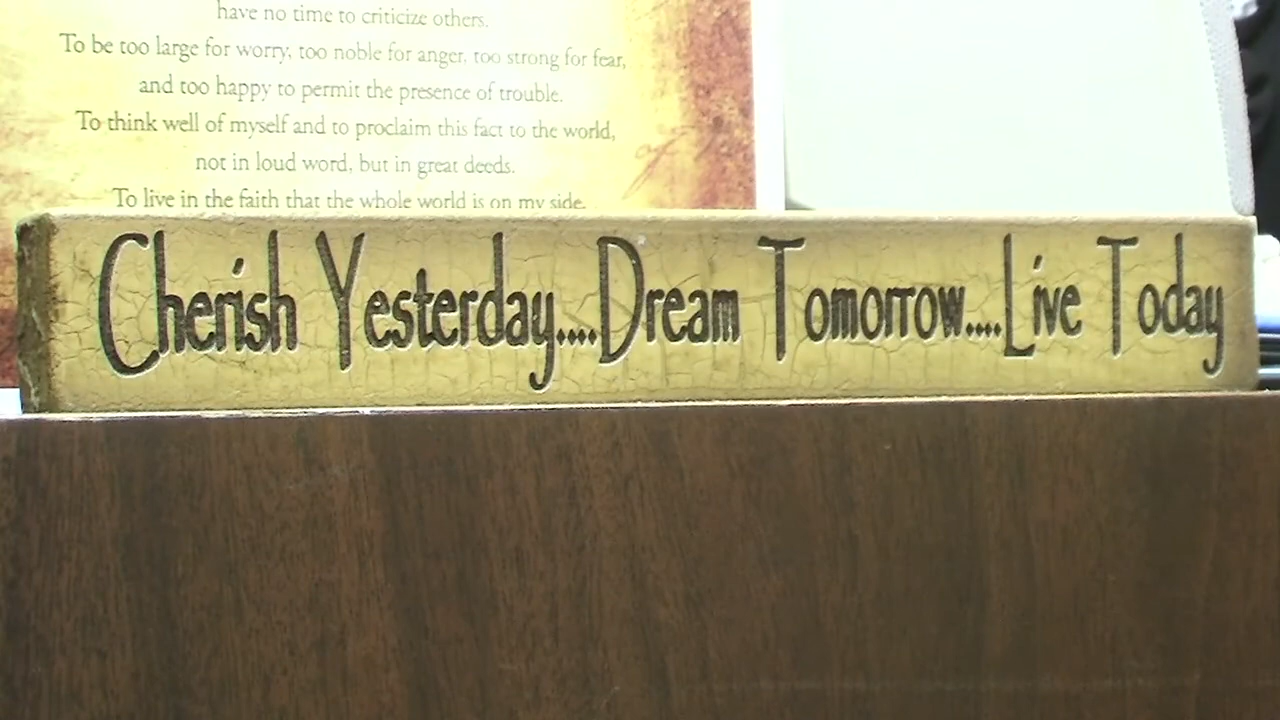 have no time to criticize others.
To be too large for worry, too noble for anger, too strong for fear,
and too happy to permit the presence of trouble.
To think well of myself and to proclaim this fact to the world,
not in loud word, but in great deeds.
To live in the faith that the whole world is on my side,
Cherish Yesterday....Dream Tomorrow....Live Today